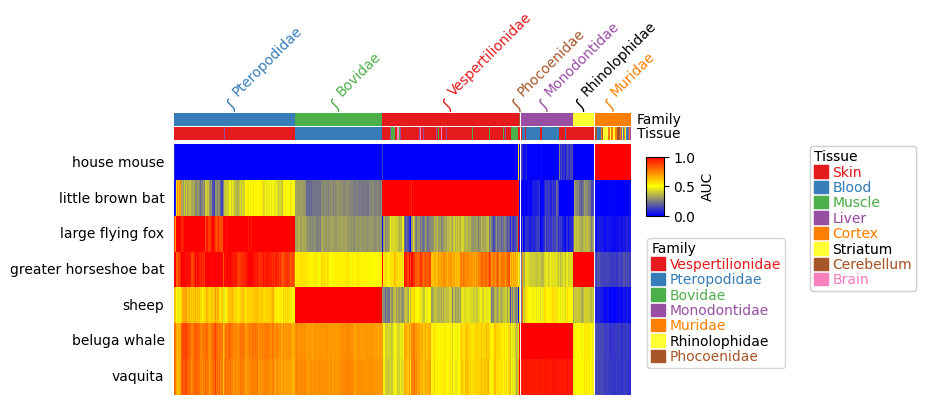 ∫ Pteropodidae
∫ Bovidae
∫ Vespertilionidae
∫ Phocoenidae
∫ Monodontidae
∫ Rhinolophidae
∫ Muridae
Family
Tissue
house mouse
little brown bat
large flying fox
greater horseshoe bat
sheep
beluga whale
vaquita
1.0
0.5
0.0
AUC
Family
Vespertilionidae
Pteropodidae
Bovidae
Monodontidae
Muridae
Rhinolophidae
Phocoenidae
Tissue
Skin
Blood
Muscle
Liver
Cortex
Striatum
Cerebellum
Brain